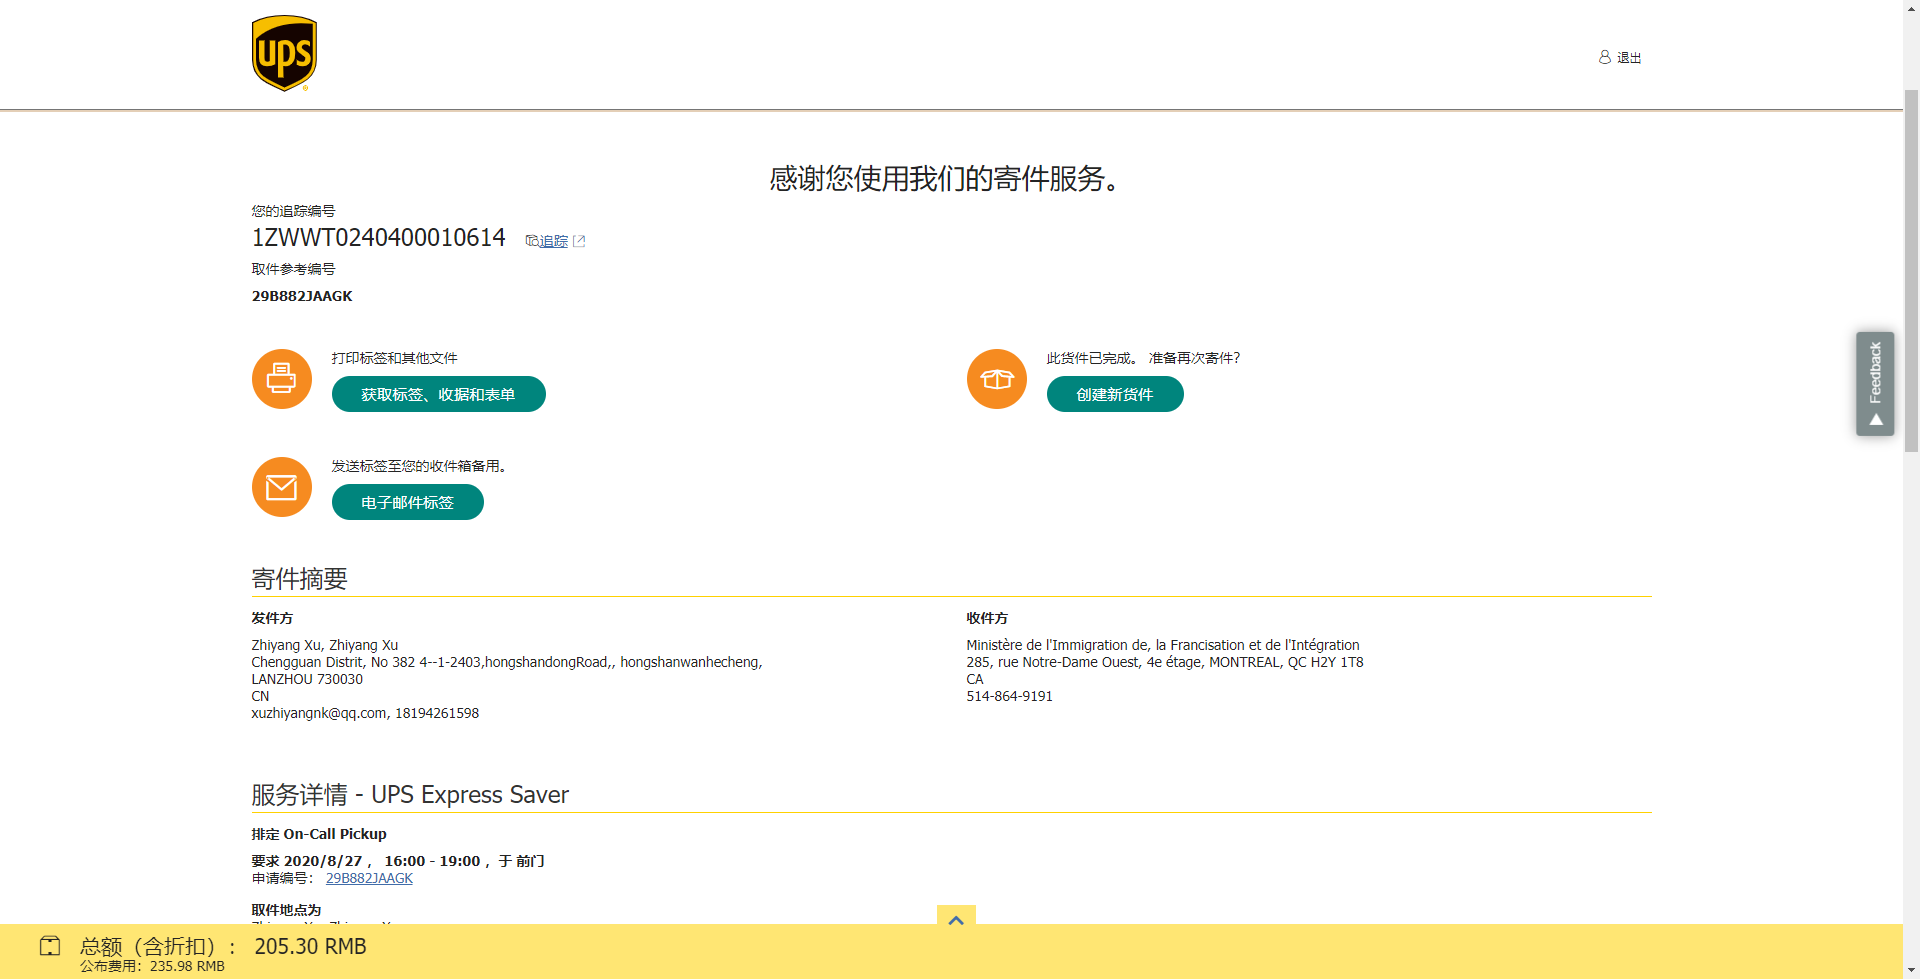 ups
退出
感谢您使用我们的寄件服务。
您的追踪编号
1ZWWT0240400010614 追踪
取件参考编号
29B882JAAGK
打印标签和其他文件
获取标签、收据和表单
此货件已完成。 准备再次寄件?
创建新货件
发送标签至您的收件箱备用。
电子邮件标签
Feedback
寄件摘要
发件方
Zhiyang Xu, Zhiyang Xu
Chengguan Distrit, No 382 4--1-2403,hongshandongRoad,, hongshanwanhecheng,
LANZHOU 730030
CN
xuzhiyangnk@qq.com, 18194261598
收件方
Ministère de l'Immigration de, la Francisation et de l'Intégration
285, rue Notre-Dame Ouest, 4e étage, MONTREAL, QC H2Y 1T8
CA
514-864-9191
服务详情 - UPS Express Saver
排定 On-Call Pickup
要求 2020/8/27 , 16:00 - 19:00 , 于 前门
申请编号: 29B882JAAGK
取件地点为
总额（含折扣）: 205.30 RMB
公布费用: 235.98 RMB